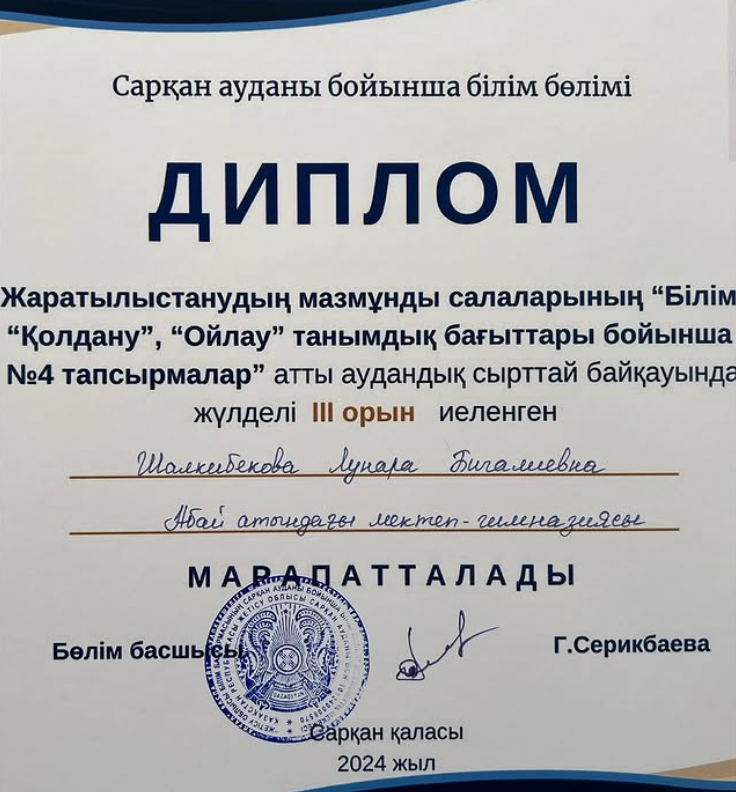 Сарқан ауданы бойынша білім бөлімі
ДИПЛОМ
Жаратылыстанудың мазмұнды салаларының “Білім
“Қолдану”, “Ойлау” танымдық бағыттары бойынша
№4 тапсырмалар” атты аудандық сырттай байқауында
жүлделі III орын иеленген
Шалкибекова Лунара Бигалиевна
Абай атындағы мектеп-гимназиясы
МАРАПАТТАЛАДЫ
Бөлім басшысы
Г.Серикбаева
QAZAQSTAN
Сарқан қаласы
2024 жыл